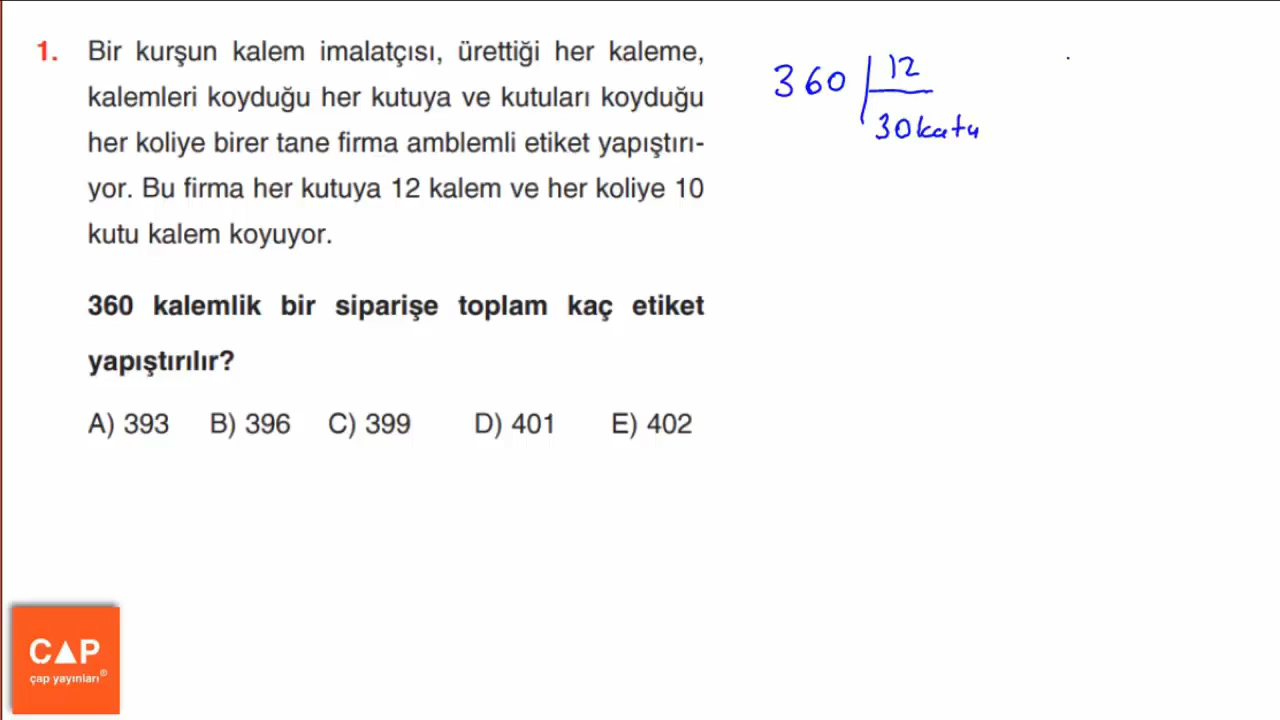 1. Bir kurşun kalem imalatçısı, ürettiği her kaleme,
kalemleri koyduğu her kutuya ve kutuları koyduğu
her koliye birer tane firma amblemli etiket yapıştırı-
yor. Bu firma her kutuya 12 kalem ve her koliye 10
kutu kalem koyuyor.
360 kalemlik bir siparişe toplam kaç etiket
yapıştırılır?
A) 393 B) 396 C) 399 D) 401 E) 402
360 12
30 kutu
ÇAP
çap yayınları®